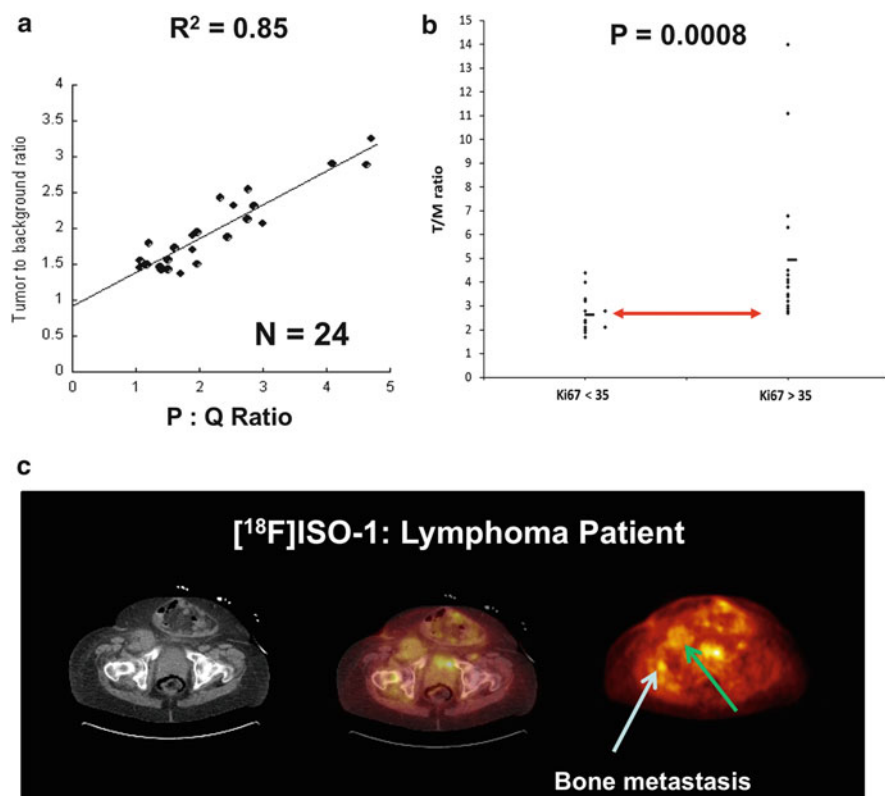 a
R² = 0.85
Tumor to background ratio
4
3.5
3
2.5
2
1.5
1
0.5
0
0 1 2 3 4 5
N = 24
P : Q Ratio
b
P = 0.0008
T/M ratio
15
14
13
12
11
10
9
8
7
6
5
4
3
2
1
0
Ki67 < 35 Ki67 > 35
c
[¹⁸F]ISO-1: Lymphoma Patient
Bone metastasis